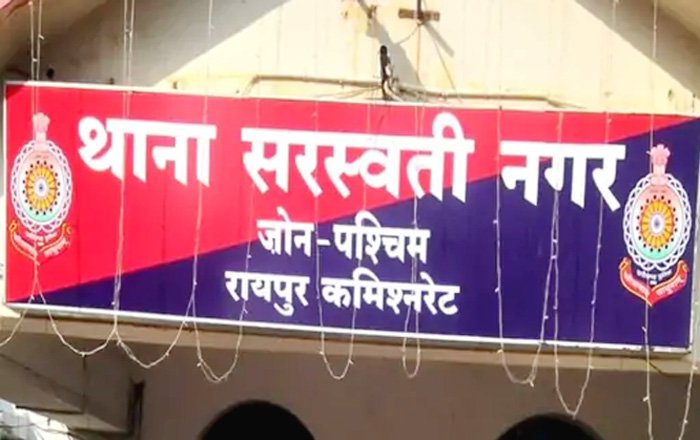 थाना सरस्वती नगर
ज़ोन-पश्चिम
रायपुर कमिश्नरेट